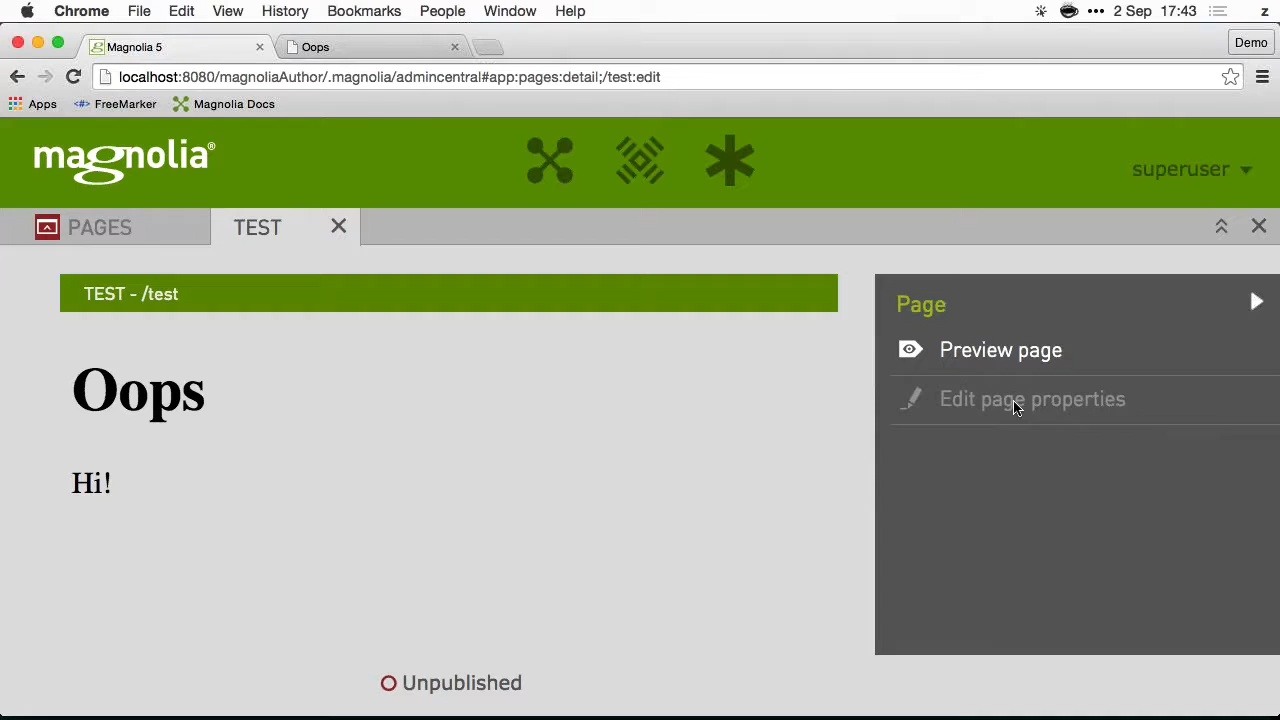 Chrome File Edit View History Bookmarks People Window Help 2 Sep 17:43 z
Magnolia 5 Oops Demo
localhost:8080/magnoliaAuthor/.magnolia/admincentral#app:pages:detail;/test:edit
Apps <#> FreeMarker Magnolia Docs
magnolia® superuser
PAGES TEST
TEST - /test
Page
Preview page
Oops
Edit page properties
Hi!
Unpublished